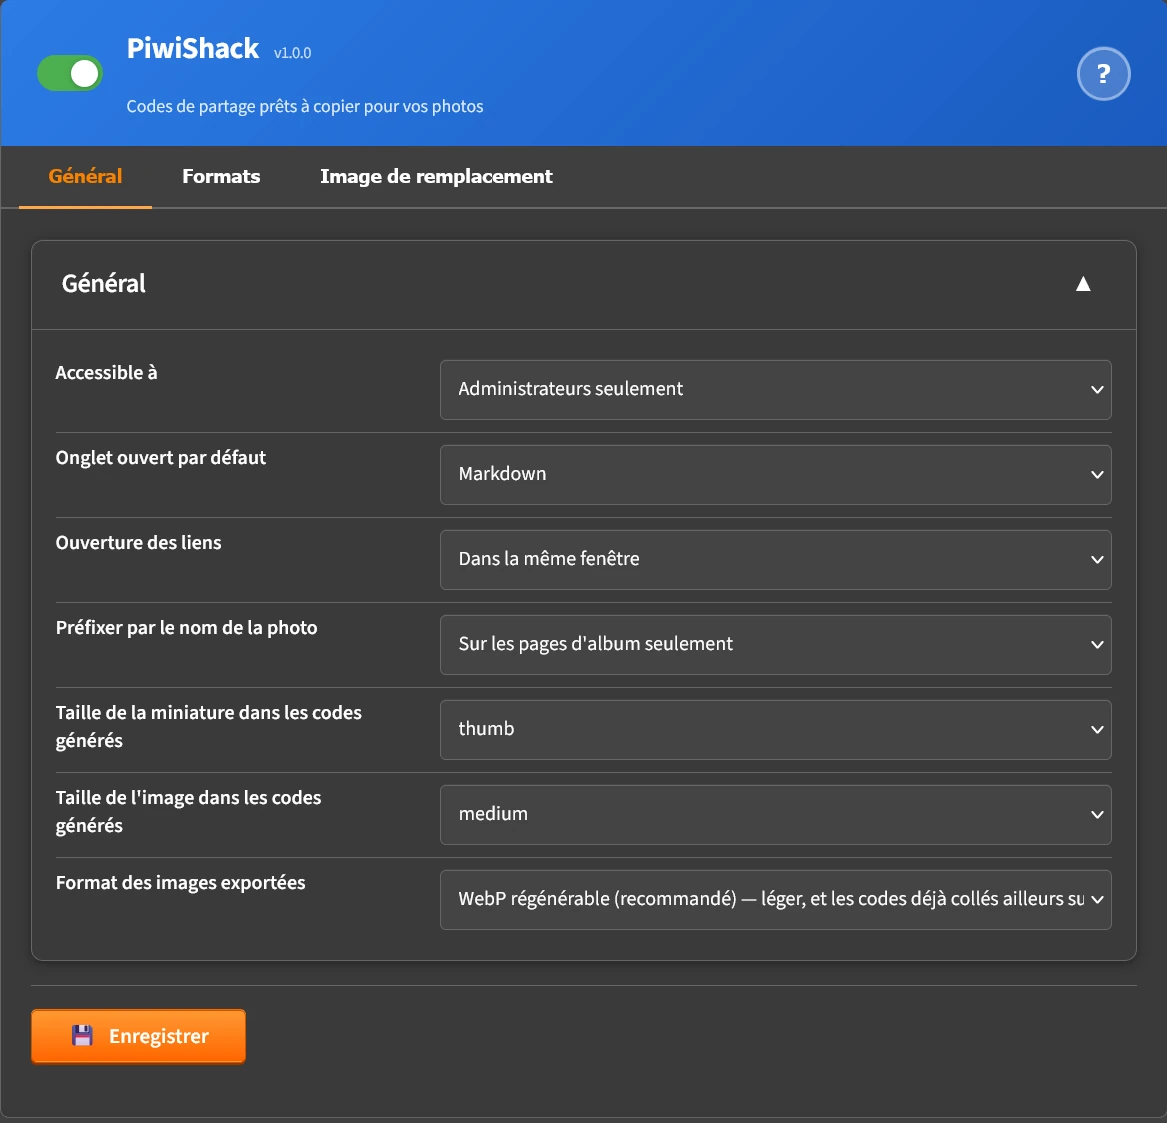 PiwiShack v1.0.0
Codes de partage prêts à copier pour vos photos
?
Général Formats Image de remplacement
Général ▲
Accessible à
Administrateurs seulement
Onglet ouvert par défaut
Markdown
Ouverture des liens
Dans la même fenêtre
Préfixer par le nom de la photo
Sur les pages d'album seulement
Taille de la miniature dans les codes
générés
thumb
Taille de l'image dans les codes
générés
medium
Format des images exportées
WebP régénérable (recommandé) — léger, et les codes déjà collés ailleurs su
Enregistrer